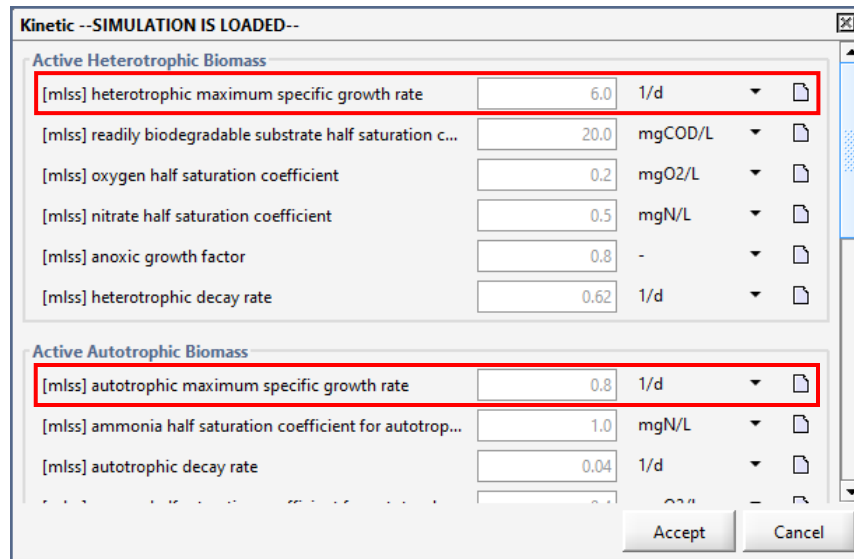 Kinetic --SIMULATION IS LOADED--
Active Heterotrophic Biomass
[mlss] heterotrophic maximum specific growth rate 6.0 1/d
[mlss] readily biodegradable substrate half saturation c... 20.0 mgCOD/L
[mlss] oxygen half saturation coefficient 0.2 mgO2/L
[mlss] nitrate half saturation coefficient 0.5 mgN/L
[mlss] anoxic growth factor 0.8 -
[mlss] heterotrophic decay rate 0.62 1/d
Active Autotrophic Biomass
[mlss] autotrophic maximum specific growth rate 0.8 1/d
[mlss] ammonia half saturation coefficient for autotrop... 1.0 mgN/L
[mlss] autotrophic decay rate 0.04 1/d
Accept Cancel